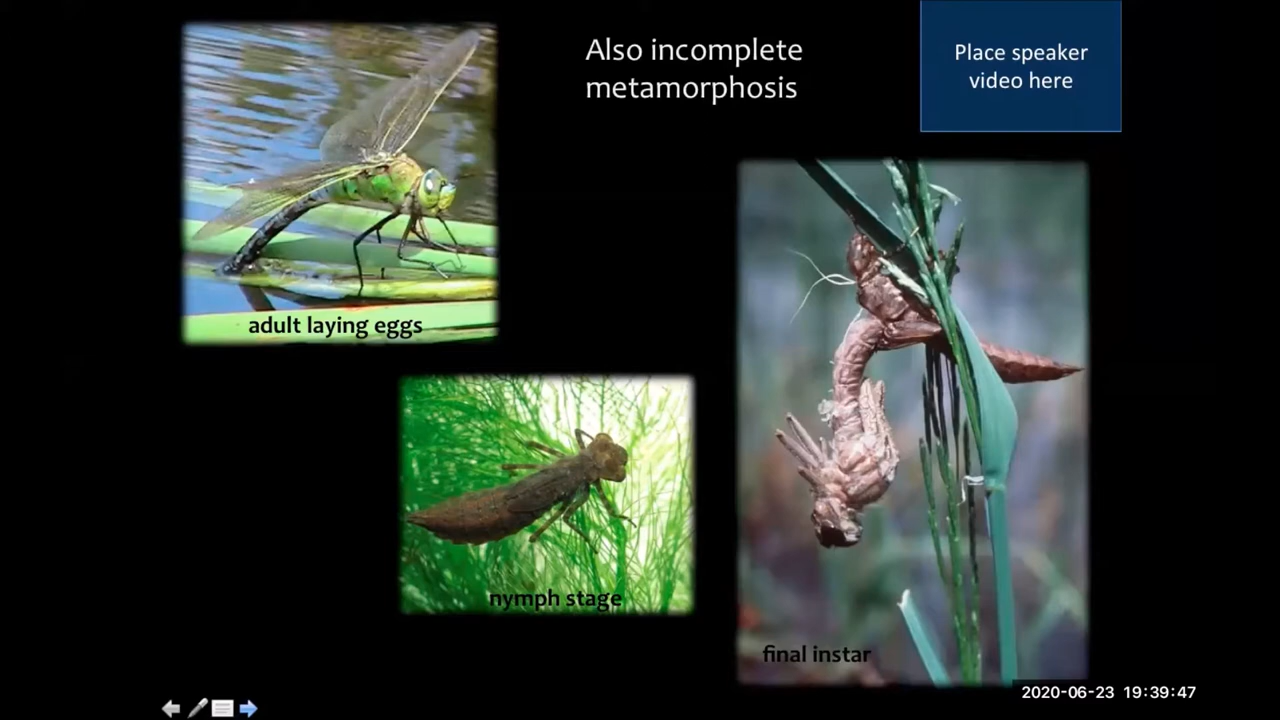 Also incomplete
metamorphosis
Place speaker
video here
adult laying eggs
nymph stage
final instar
2020-06-23 19:39:47